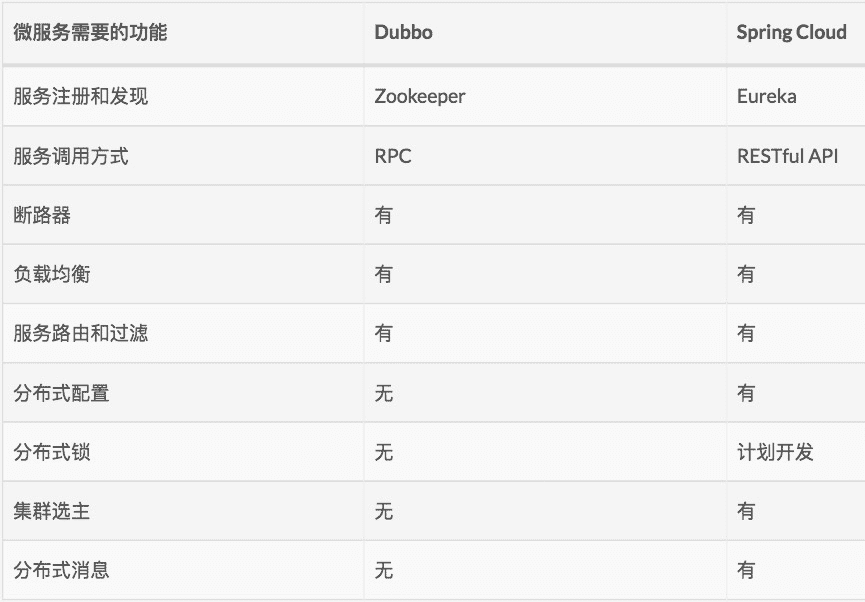 微服务需要的功能 Dubbo Spring Cloud
服务注册和发现 Zookeeper Eureka
服务调用方式 RPC RESTful API
断路器 有 有
负载均衡 有 有
服务路由和过滤 有 有
分布式配置 无 有
分布式锁 无 计划开发
集群选主 无 有
分布式消息 无 有